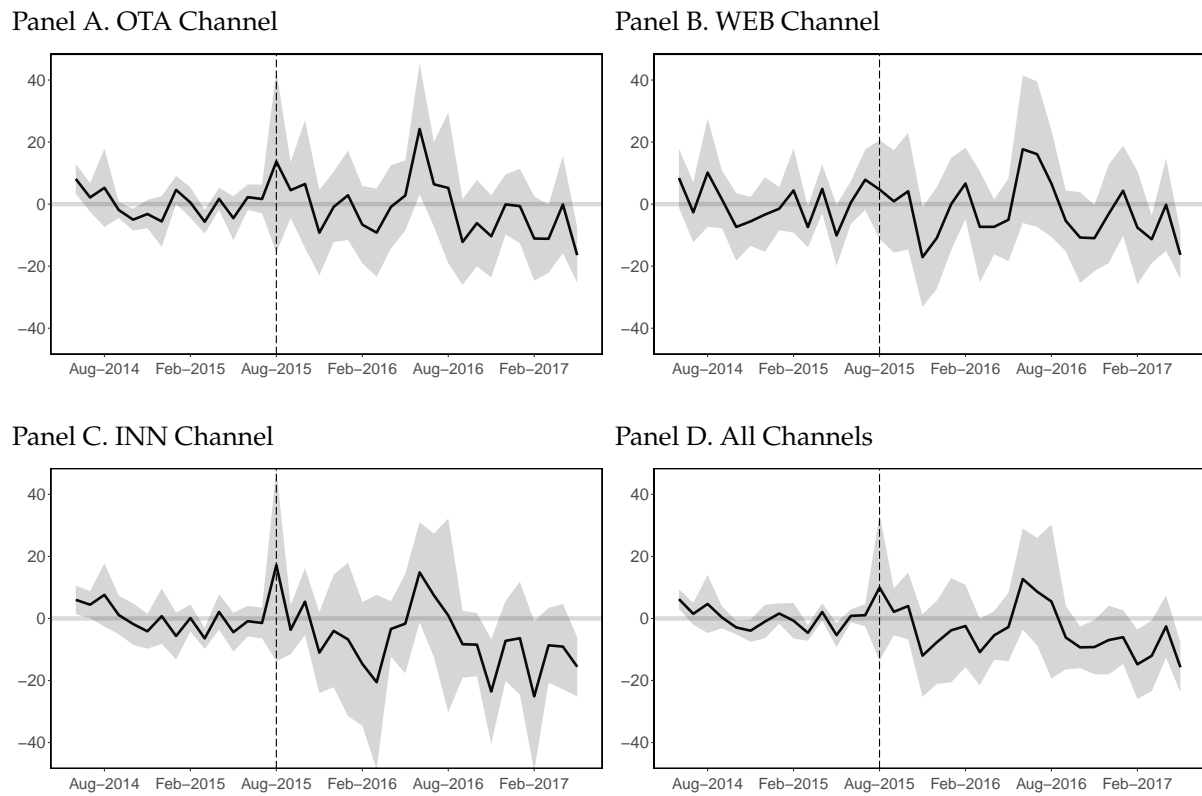 Panel A. OTA Channel
40
20
0
−20
−40
Aug−2014 Feb−2015 Aug−2015 Feb−2016 Aug−2016 Feb−2017
Panel B. WEB Channel
40
20
0
−20
−40
Aug−2014 Feb−2015 Aug−2015 Feb−2016 Aug−2016 Feb−2017
Panel C. INN Channel
40
20
0
−20
−40
Aug−2014 Feb−2015 Aug−2015 Feb−2016 Aug−2016 Feb−2017
Panel D. All Channels
40
20
0
−20
−40
Aug−2014 Feb−2015 Aug−2015 Feb−2016 Aug−2016 Feb−2017